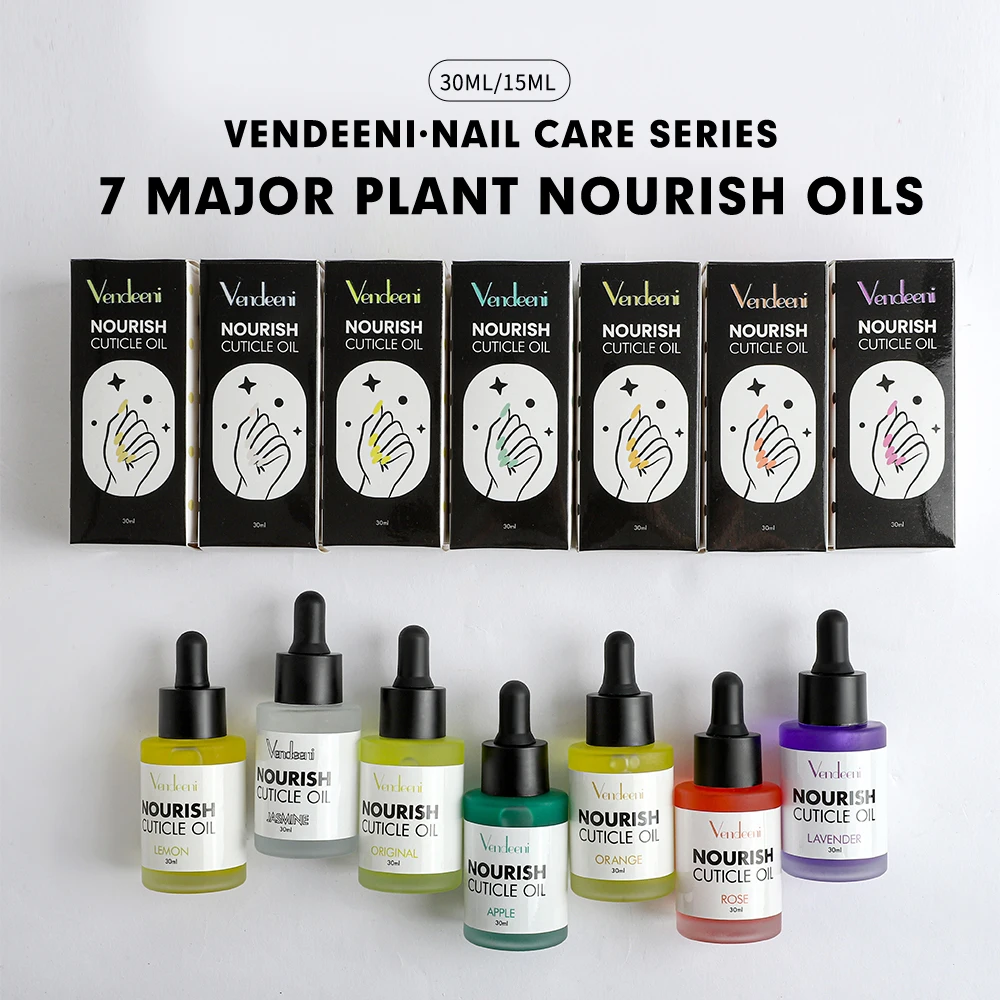 30ML/15ML
VENDEENI·NAIL CARE SERIES
7 MAJOR PLANT NOURISH OILS
Vendeeni
NOURISH
CUTICLE OIL
30ml
Vendeeni
NOURISH
CUTICLE OIL
30ml
Vendeeni
NOURISH
CUTICLE OIL
30ml
Vendeeni
NOURISH
CUTICLE OIL
30ml
Vendeeni
NOURISH
CUTICLE OIL
30ml
Vendeeni
NOURISH
CUTICLE OIL
30ml
Vendeeni
NOURISH
CUTICLE OIL
30ml
Vendeeni
NOURISH
CUTICLE OIL
LEMON
30ml
Vendeeni
NOURISH
CUTICLE OIL
JASMINE
30ml
Vendeeni
NOURISH
CUTICLE OIL
ORIGINAL
30ml
Vendeeni
NOURISH
CUTICLE OIL
APPLE
30ml
Vendeeni
NOURISH
CUTICLE OIL
ORANGE
30ml
Vendeeni
NOURISH
CUTICLE OIL
ROSE
30ml
Vendeeni
NOURISH
CUTICLE OIL
LAVENDER
30ml